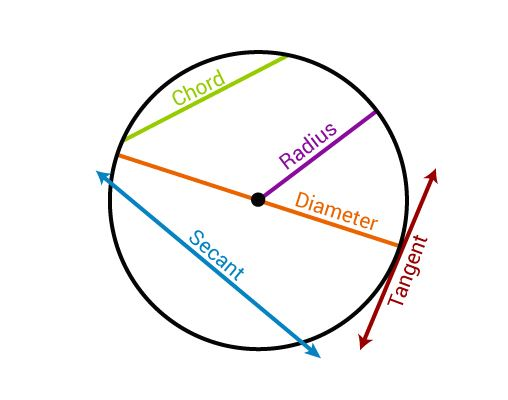 Chord
Radius
Diameter
Secant
Tangent